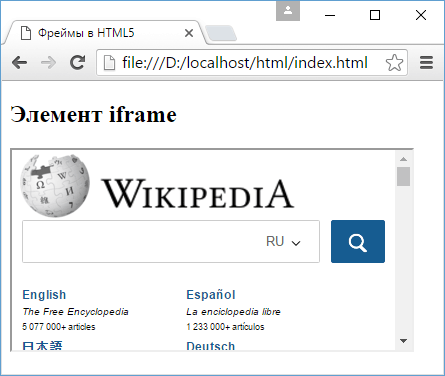 Фреймы в HTML5
file:///D:/localhost/html/index.html
Элемент iframe
WIKIPEDIA
RU
English
The Free Encyclopedia
5 077 000+ articles
Español
La enciclopedia libre
1 233 000+ artículos
日本語
Deutsch